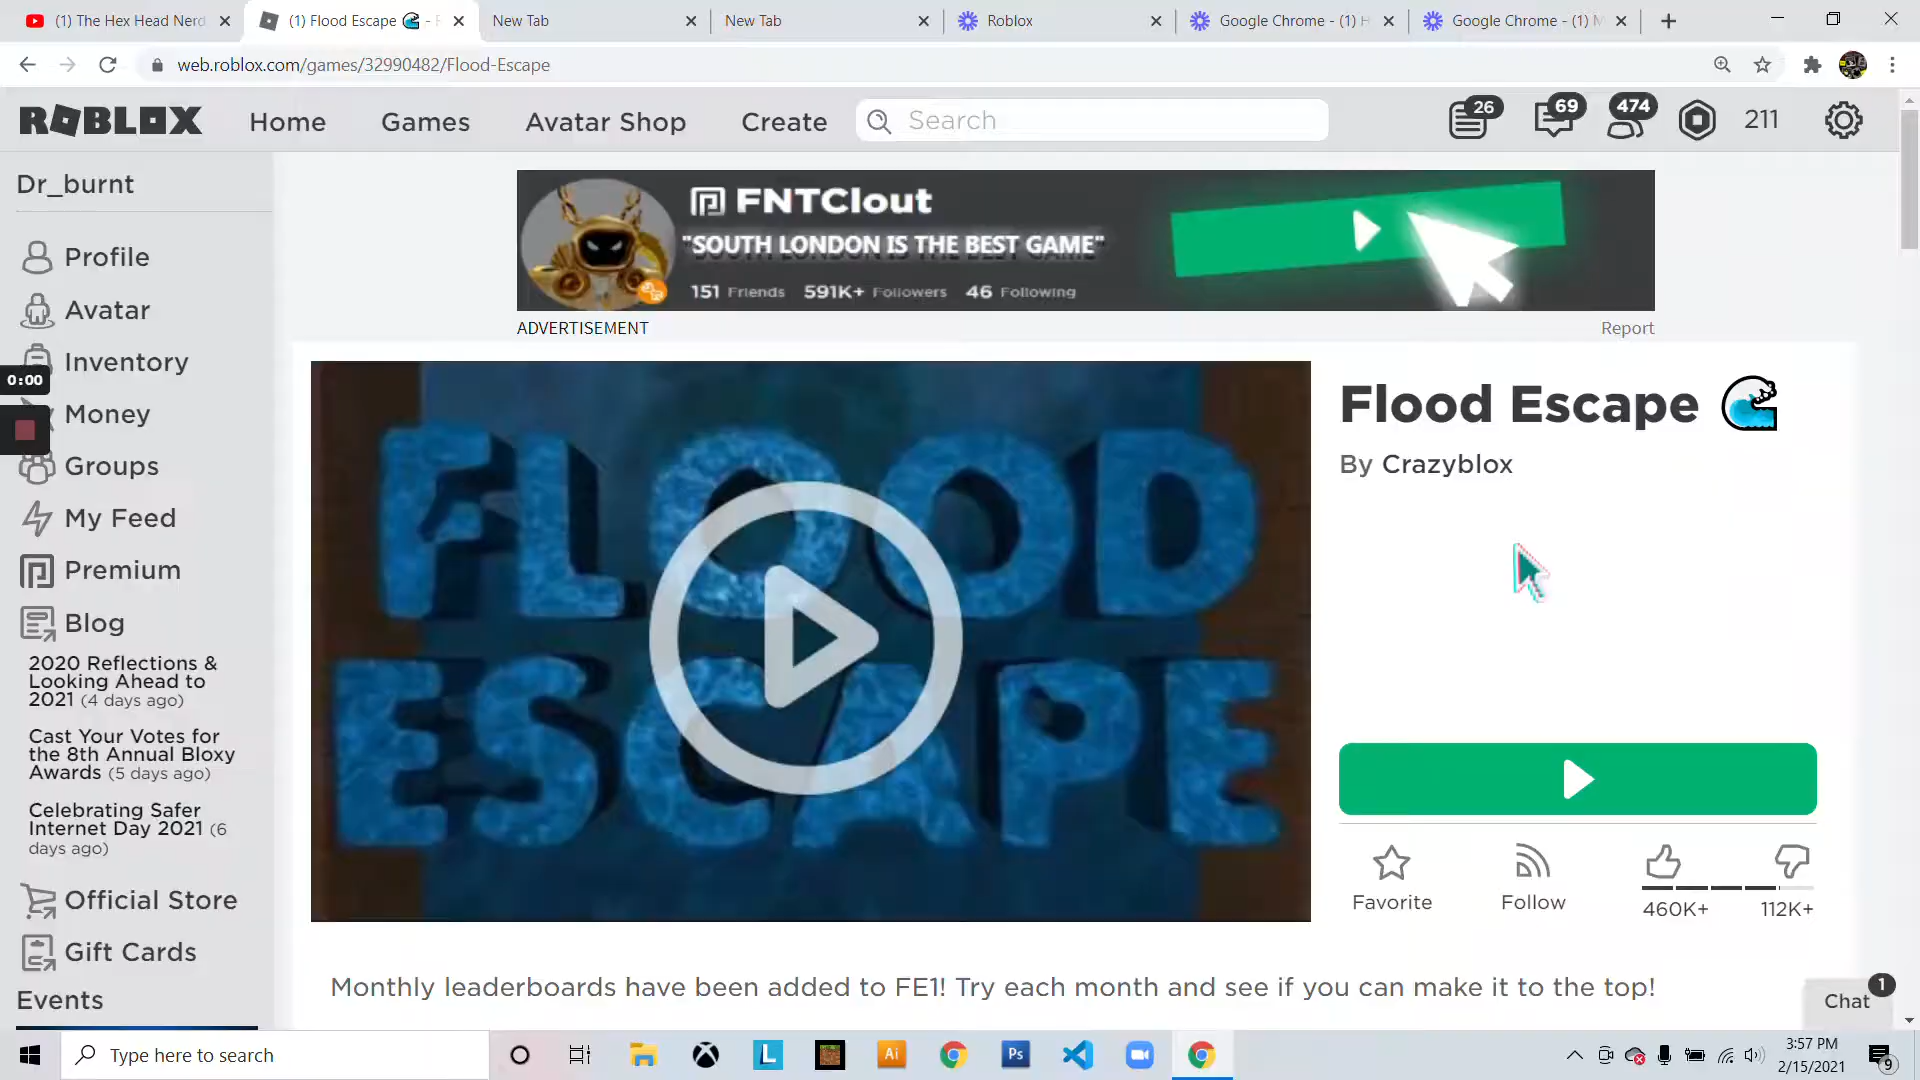 (1) The Hex Head Nerd
(1) Flood Escape
New Tab
New Tab
Roblox
Google Chrome - (1) H
Google Chrome - (1) M
web.roblox.com/games/32990482/Flood-Escape
ROBLOX
Home
Games
Avatar Shop
Create
Search
26
69
474
211
Dr_burnt
Profile
Avatar
Inventory
0:00
Money
Groups
My Feed
Premium
Blog
2020 Reflections &
Looking Ahead to
2021 (4 days ago)
Cast Your Votes for
the 8th Annual Bloxy
Awards (5 days ago)
Celebrating Safer
Internet Day 2021 (6
days ago)
Official Store
Gift Cards
Events
FNTClout
"SOUTH LONDON IS THE BEST GAME"
151 Friends 591K+ Followers 46 Following
ADVERTISEMENT
Report
FLOOD
ESCAPE
Flood Escape
By Crazyblox
Favorite
Follow
460K+
112K+
Monthly leaderboards have been added to FE1! Try each month and see if you can make it to the top!
Chat
1
Type here to search
L
Ai
Ps
3:57 PM
2/15/2021
9